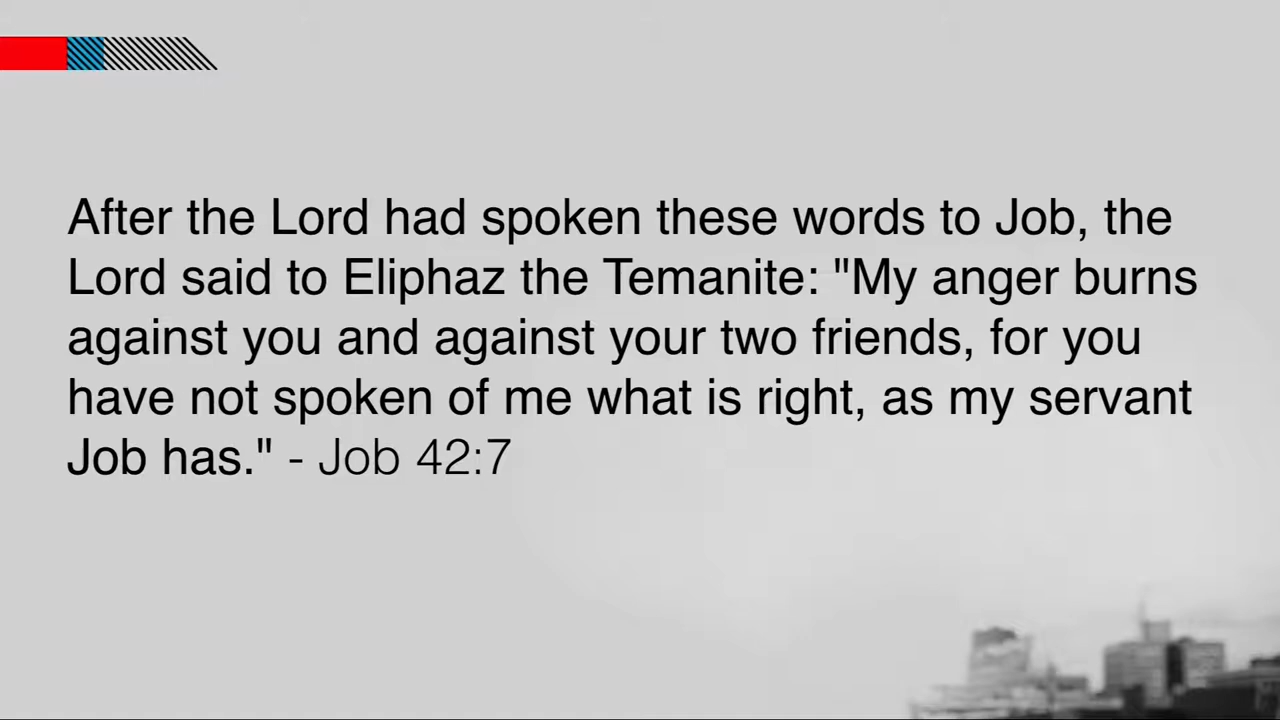 After the Lord had spoken these words to Job, the
Lord said to Eliphaz the Temanite: "My anger burns
against you and against your two friends, for you
have not spoken of me what is right, as my servant
Job has." - Job 42:7